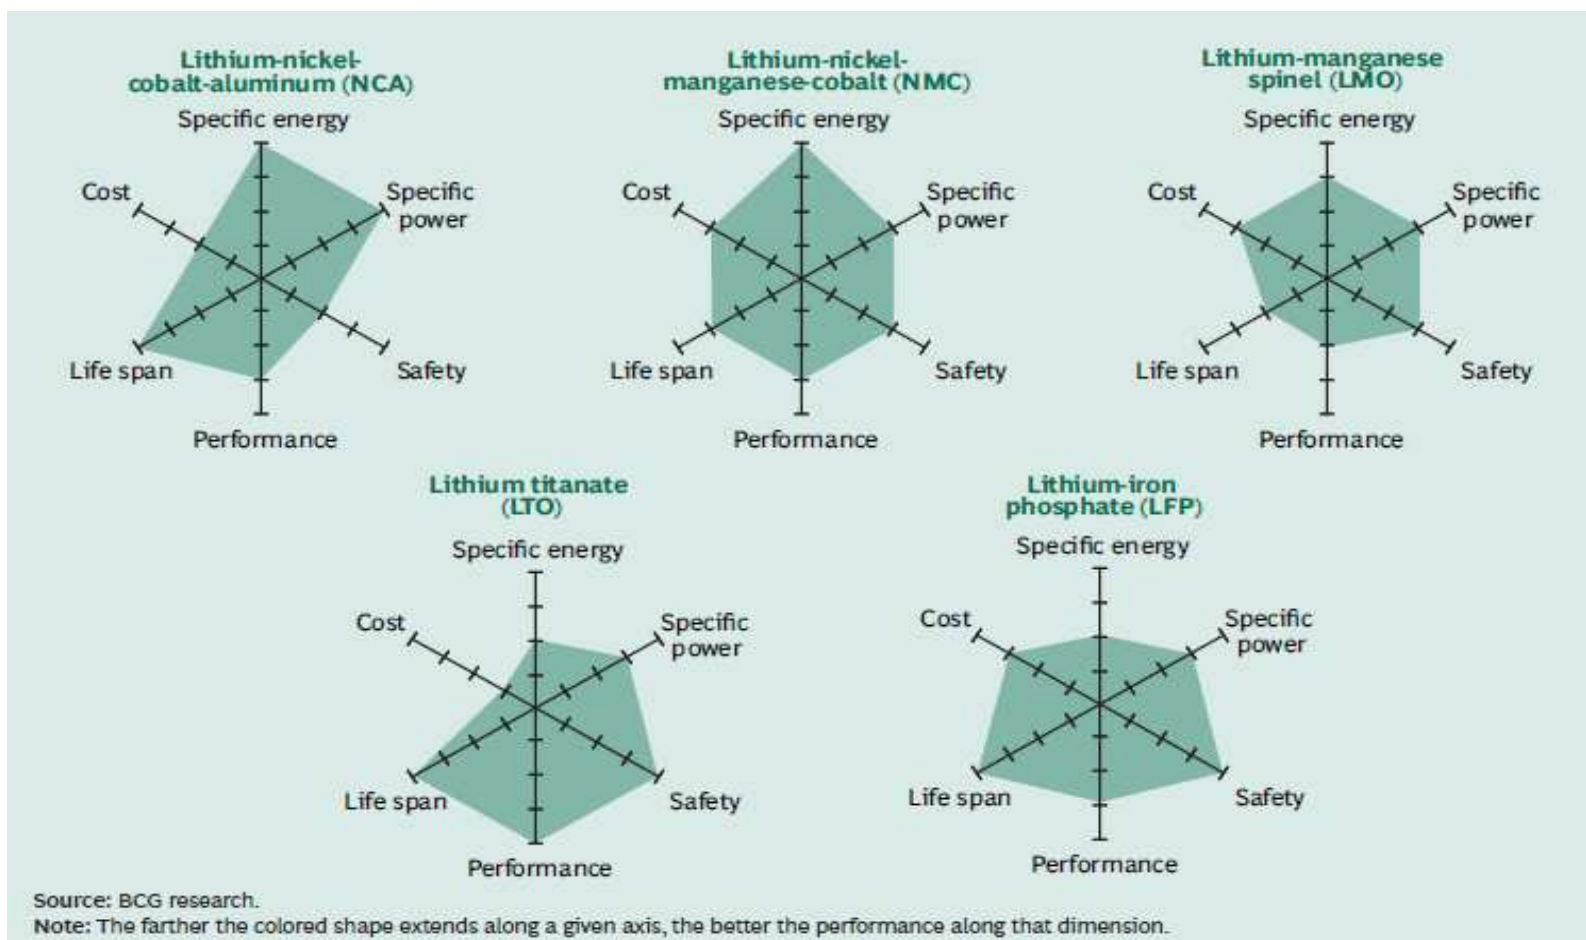 Lithium-nickel-
cobalt-aluminum (NCA)
Specific energy
Cost
Specific
power
Life span
Safety
Performance
Lithium-nickel-
manganese-cobalt (NMC)
Specific energy
Cost
Specific
power
Life span
Safety
Performance
Lithium-manganese
spinel (LMO)
Specific energy
Cost
Specific
power
Life span
Safety
Performance
Lithium titanate
(LTO)
Specific energy
Cost
Specific
power
Life span
Safety
Performance
Lithium-iron
phosphate (LFP)
Specific energy
Cost
Specific
power
Life span
Safety
Performance
Source: BCG research.
Note: The farther the colored shape extends along a given axis, the better the performance along that dimension.